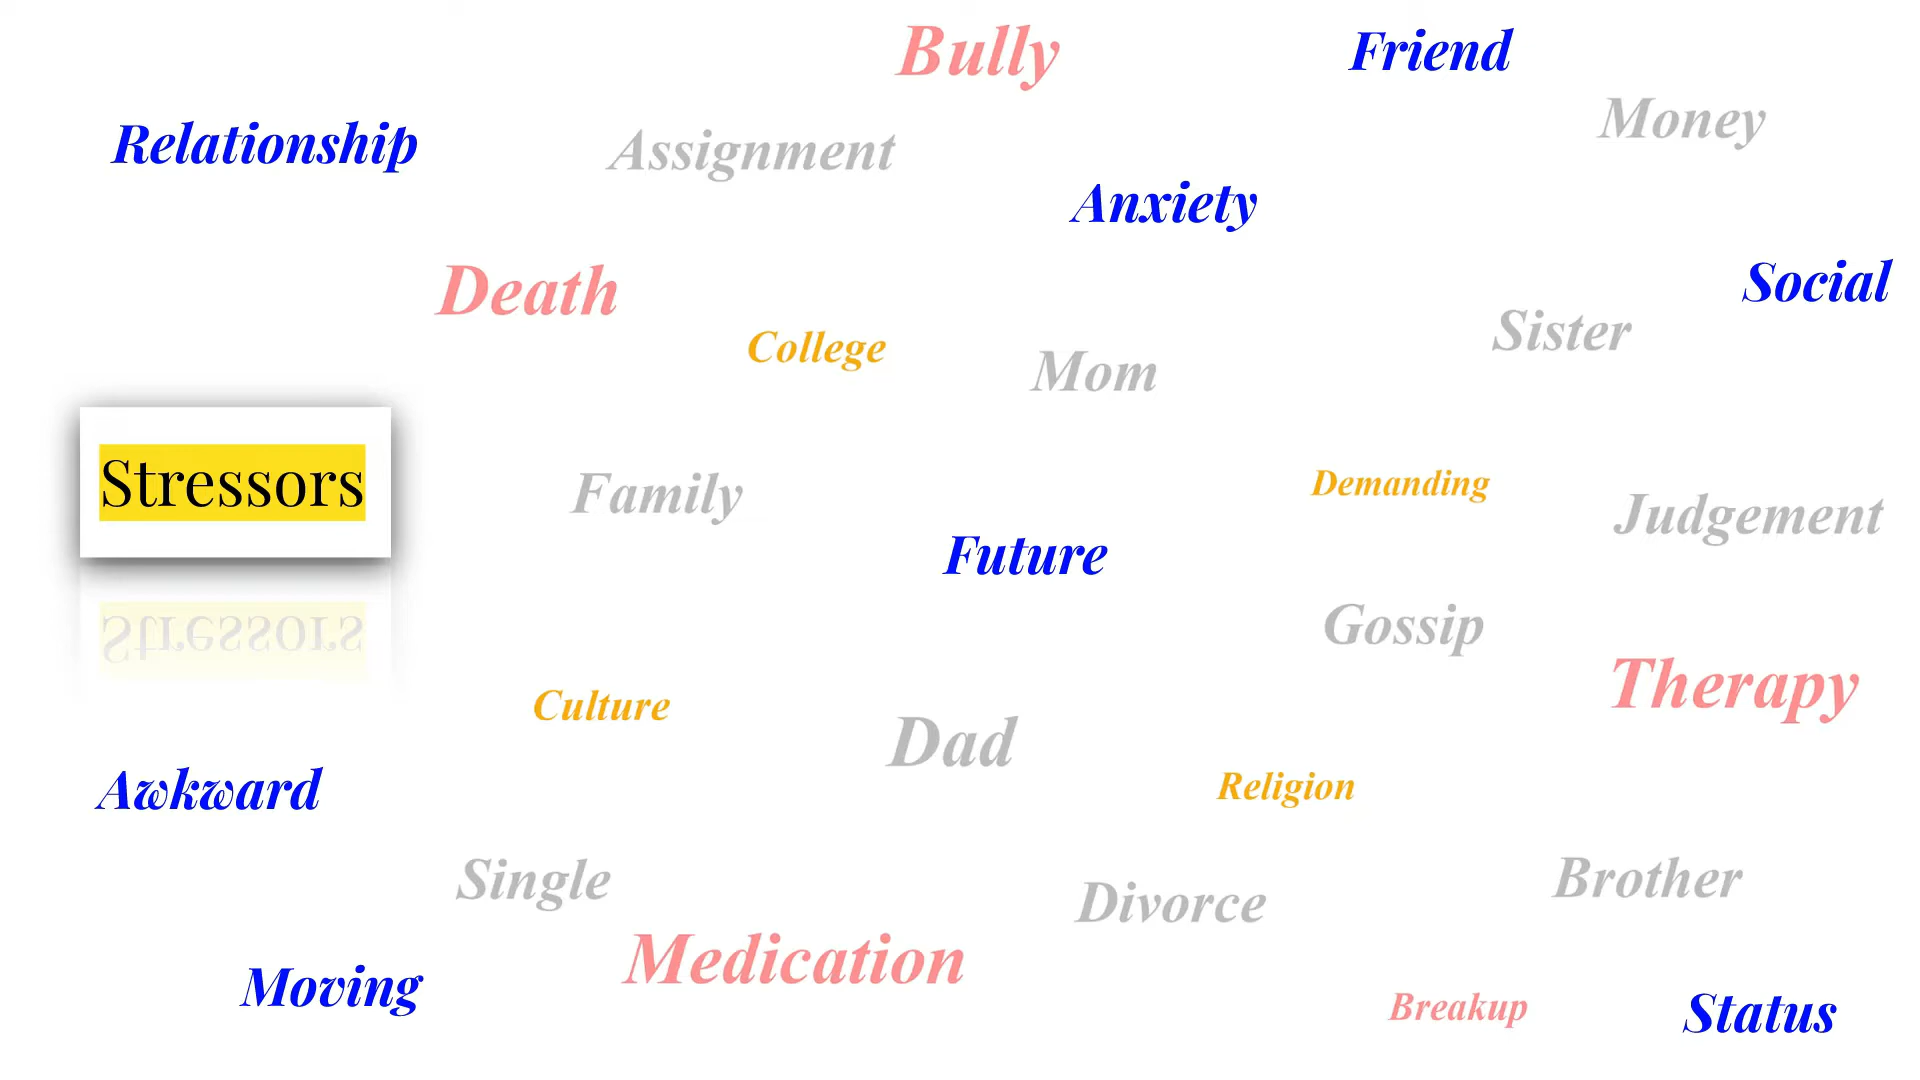 Bully
Friend
Money
Relationship
Assignment
Anxiety
Death
Social
College
Sister
Mom
Stressors
Family
Demanding
Judgement
Future
Gossip
Stressors
Therapy
Culture
Dad
Awkward
Religion
Single
Divorce
Brother
Medication
Moving
Breakup
Status